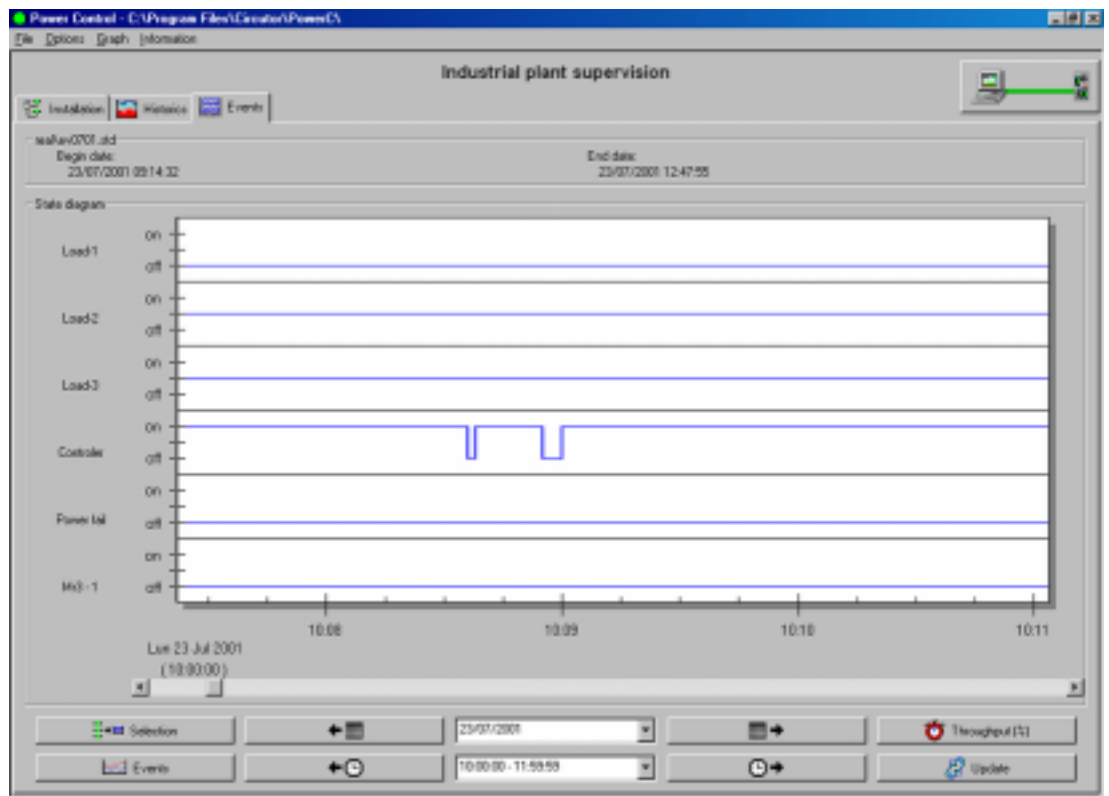 Power Control - C:\Program Files\Circutor\PowerC\
File Options Graph Information
Industrial plant supervision
Installation Historics Events
Begin date: End date:
23/07/2001 09:14:32 23/07/2001 12:47:55
State diagram
on
Load-1
off
on
Load-2
off
on
Load-3
off
on
Controller
off
on
Power fail
off
on
off
10:08 10:09 10:10 10:11
Lun 23 Jul 2001
(10:00:00)
Selection 23/07/2001 Throughput (%)
Events 10:00:00 - 11:59:59 Update